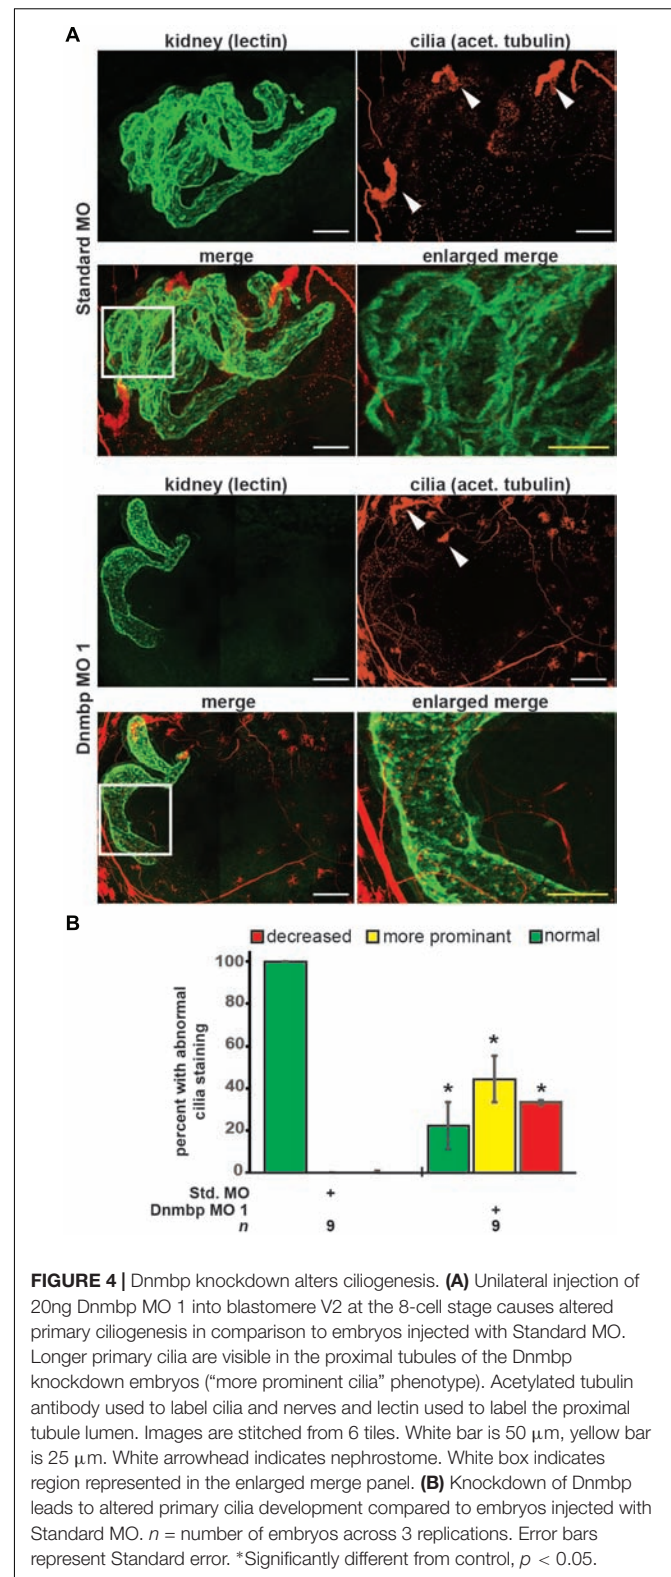 A
kidney (lectin)
cilia (acet. tubulin)
Standard MO
merge
enlarged merge
kidney (lectin)
cilia (acet. tubulin)
Dnmbp MO 1
merge
enlarged merge
B
decreased more prominant normal
percent with abnormal
cilia staining
100
80
60
40
20
0
* * *
Std. MO +
Dnmbp MO 1 +
n 9 9
FIGURE 4 | Dnmbp knockdown alters ciliogenesis. (A) Unilateral injection of
20ng Dnmbp MO 1 into blastomere V2 at the 8-cell stage causes altered
primary ciliogenesis in comparison to embryos injected with Standard MO.
Longer primary cilia are visible in the proximal tubules of the Dnmbp
knockdown embryos (“more prominent cilia” phenotype). Acetylated tubulin
antibody used to label cilia and nerves and lectin used to label the proximal
tubule lumen. Images are stitched from 6 tiles. White bar is 50 μm, yellow bar
is 25 μm. White arrowhead indicates nephrostome. White box indicates
region represented in the enlarged merge panel. (B) Knockdown of Dnmbp
leads to altered primary cilia development compared to embryos injected with
Standard MO. n = number of embryos across 3 replications. Error bars
represent Standard error. *Significantly different from control, p < 0.05.